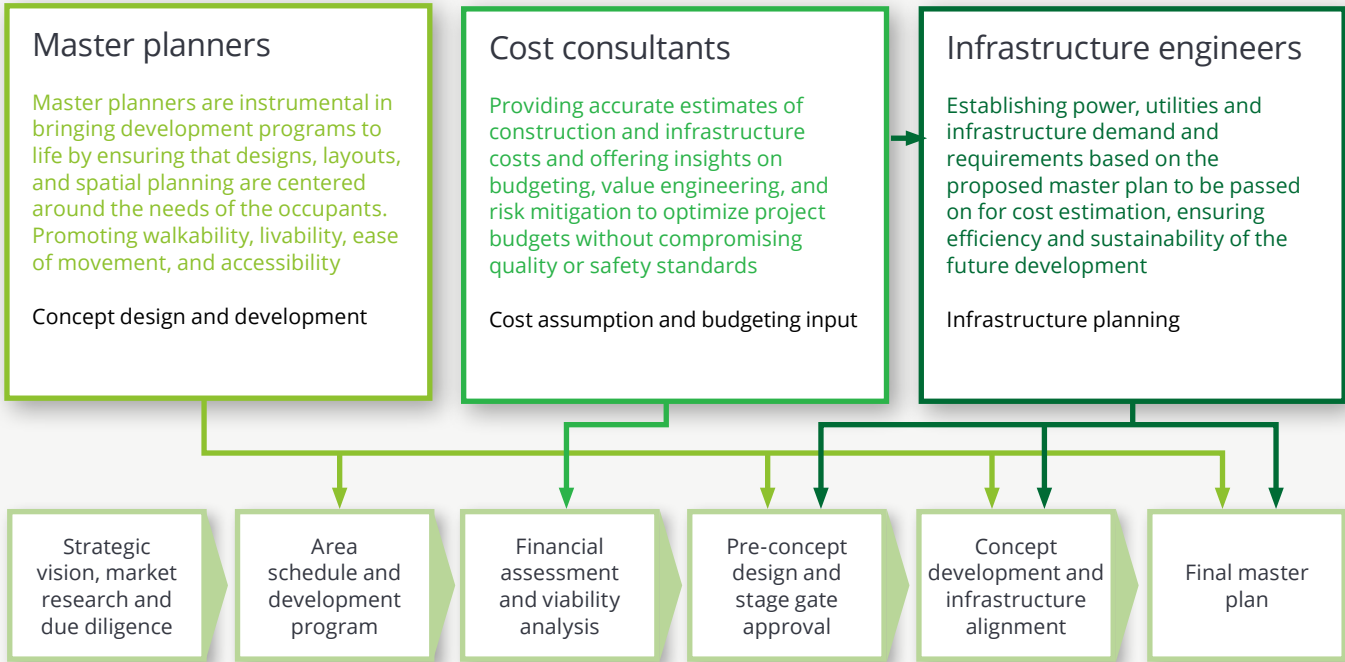 Master planners
Master planners are instrumental in
bringing development programs to
life by ensuring that designs, layouts,
and spatial planning are centered
around the needs of the occupants.
Promoting walkability, livability, ease
of movement, and accessibility
Concept design and development
Cost consultants
Providing accurate estimates of
construction and infrastructure
costs and offering insights on
budgeting, value engineering, and
risk mitigation to optimize project
budgets without compromising
quality or safety standards
Cost assumption and budgeting input
Infrastructure engineers
Establishing power, utilities and
infrastructure demand and
requirements based on the
proposed master plan to be passed
on for cost estimation, ensuring
efficiency and sustainability of the
future development
Infrastructure planning
Strategic
vision, market
research and
due diligence
Area
schedule and
development
program
Financial
assessment
and viability
analysis
Pre-concept
design and
stage gate
approval
Concept
development and
infrastructure
alignment
Final master
plan